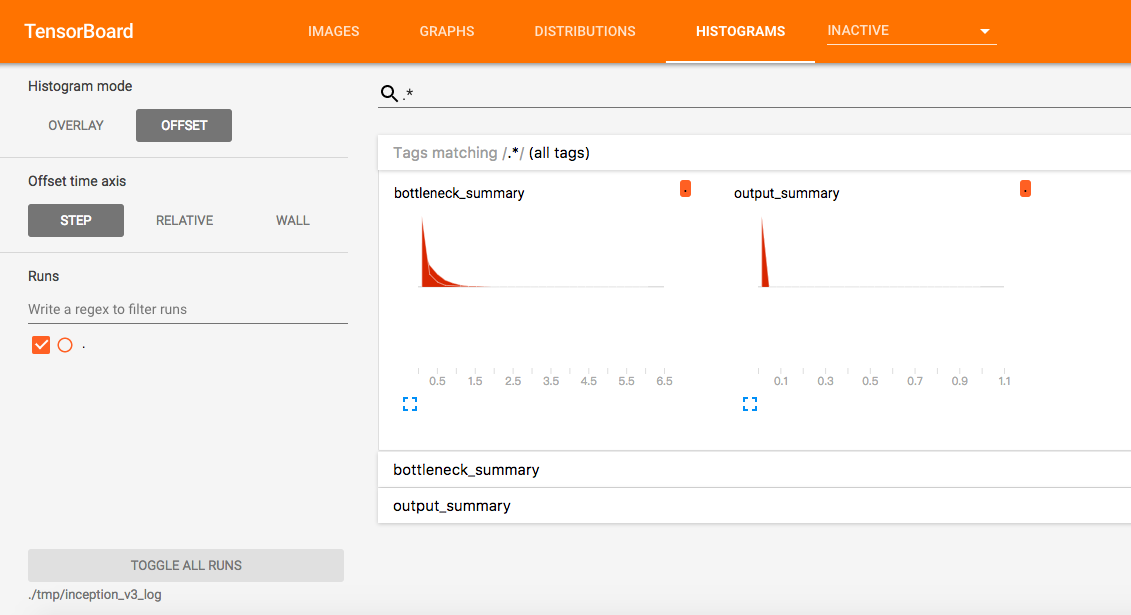 TensorBoard IMAGES GRAPHS DISTRIBUTIONS HISTOGRAMS INACTIVE
Histogram mode
OVERLAY OFFSET
Offset time axis
STEP RELATIVE WALL
Runs
Write a regex to filter runs
.
TOGGLE ALL RUNS
./tmp/inception_v3_log
.*
Tags matching /.*/ (all tags)
bottleneck_summary .
0.5 1.5 2.5 3.5 4.5 5.5 6.5
output_summary .
0.1 0.3 0.5 0.7 0.9 1.1
bottleneck_summary
output_summary